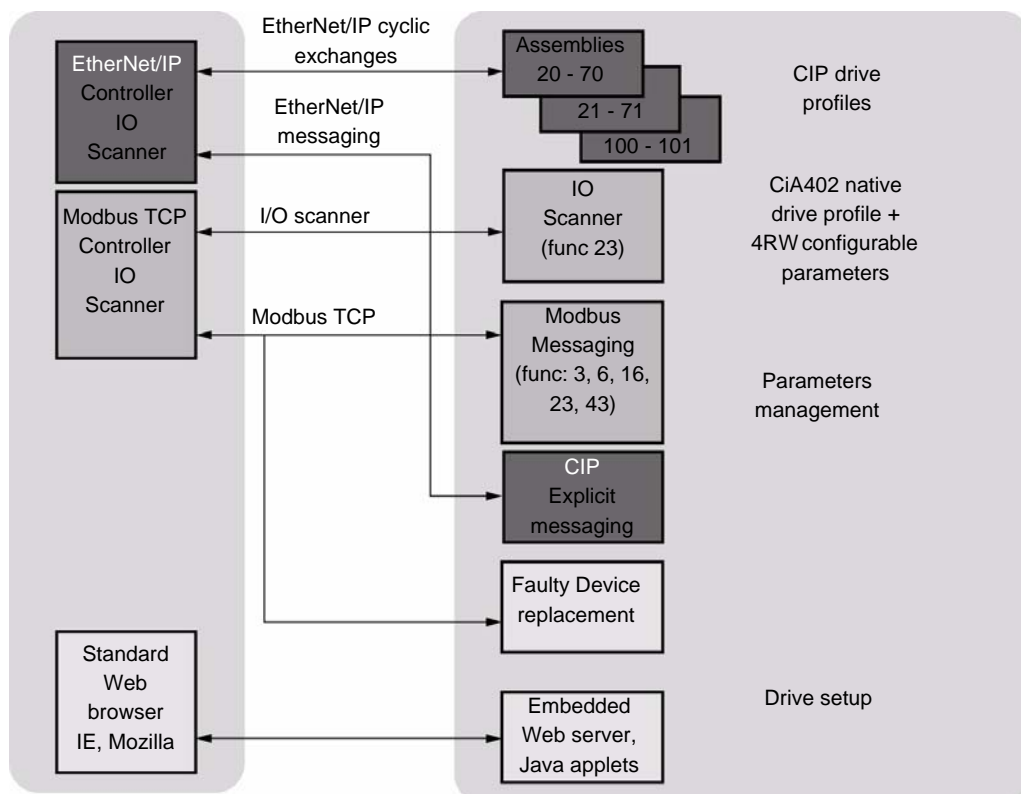 EtherNet/IP
Controller
IO
Scanner
Modbus TCP
Controller
IO
Scanner
Standard
Web
browser
IE, Mozilla
EtherNet/IP cyclic
exchanges
EtherNet/IP
messaging
I/O scanner
Modbus TCP
Assemblies
20 - 70
21 - 71
100 - 101
IO
Scanner
(func 23)
Modbus
Messaging
(func: 3, 6, 16,
23, 43)
CIP
Explicit
messaging
Faulty Device
replacement
Embedded
Web server,
Java applets
CIP drive
profiles
CiA402 native
drive profile +
4RW configurable
parameters
Parameters
management
Drive setup